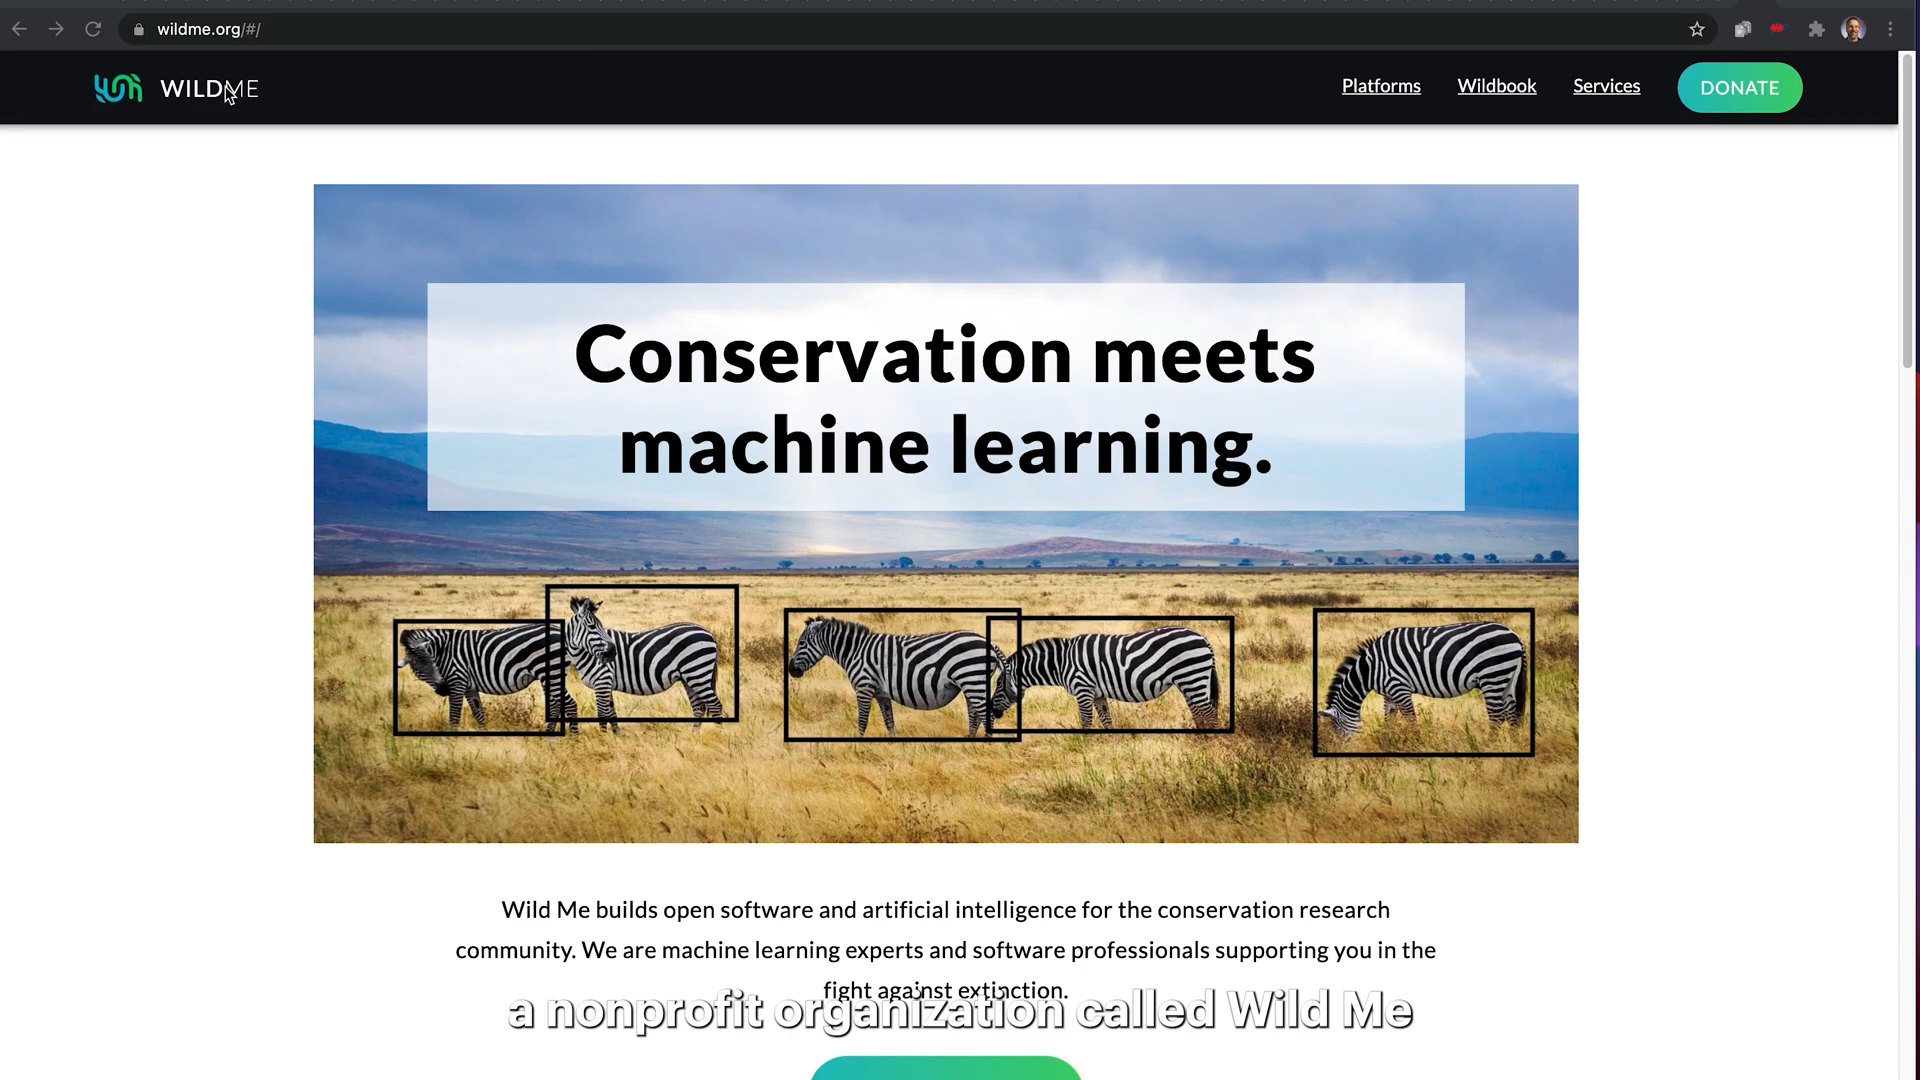 wildme.org/#/
WILDME
Platforms
Wildbook
Services
DONATE
Conservation meets
machine learning.
Wild Me builds open software and artificial intelligence for the conservation research
community. We are machine learning experts and software professionals supporting you in the
fight against extinction.
a nonprofit organization called Wild Me